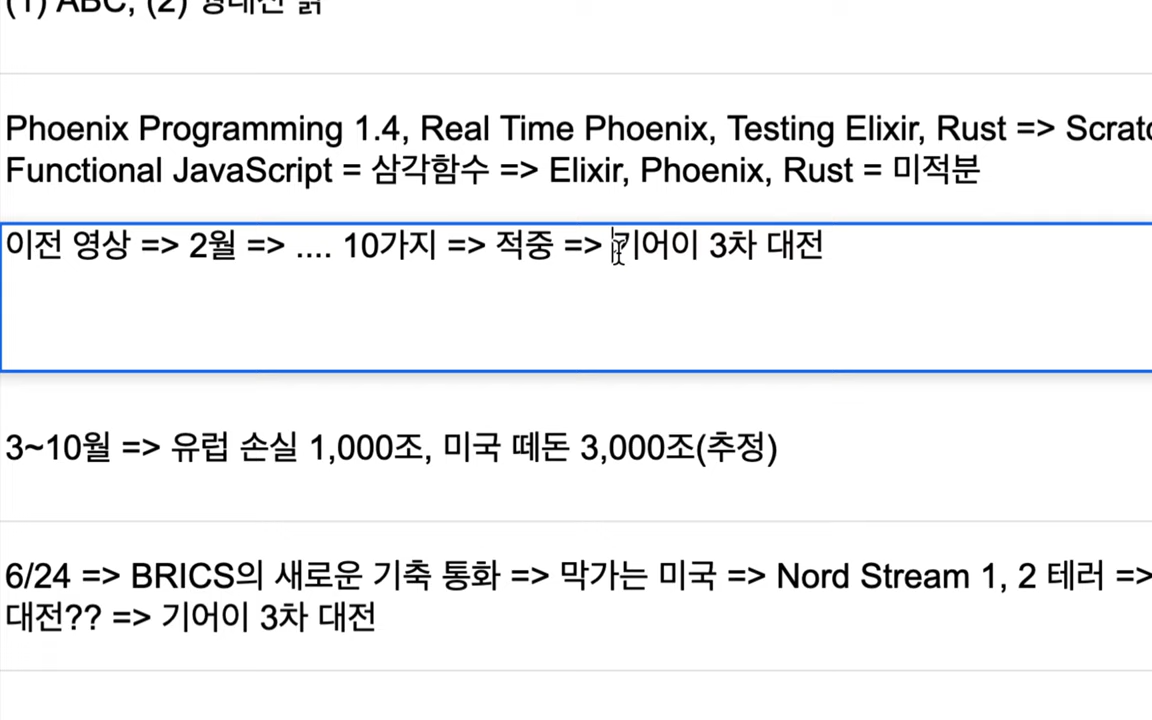 (1) ABC, (2)
Phoenix Programming 1.4, Real Time Phoenix, Testing Elixir, Rust =>
Functional JavaScript = 삼각함수 => Elixir, Phoenix, Rust = 미적분
이전 영상 => 2월 => .... 10가지 => 적중 => 기어이 3차 대전
3~10월 => 유럽 손실 1,000조, 미국 떼돈 3,000조(추정)
6/24 => BRICS의 새로운 기축 통화 => 막가는 미국 => Nord Stream 1, 2 테러 =>
대전?? => 기어이 3차 대전